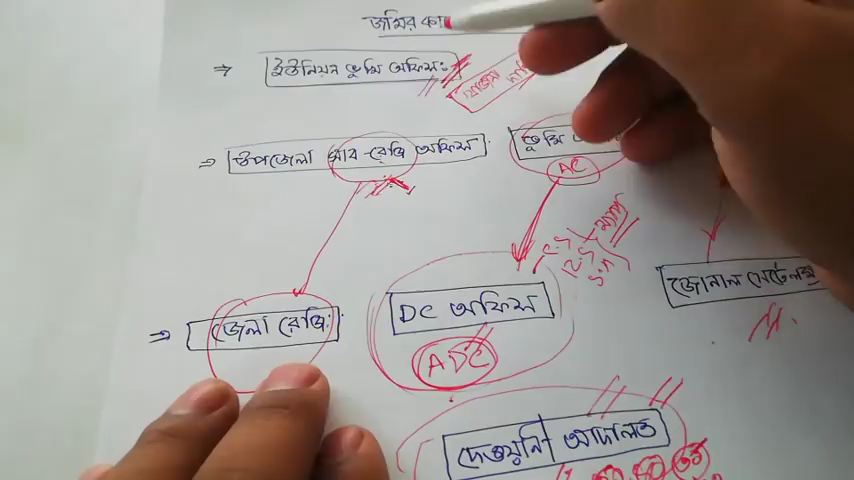 জমির কা
⇒ ইউনিয়ন ভূমি অফিস:
⇒ উপজেলা সাব-রেজি অফিস: ভূমি
AC
C.S
R.S
S.A
ম্যাপ
⇒ জেলা রেজি: DC অফিস জোনাল সেটেলম
ADC
দেওয়ানী আদালত